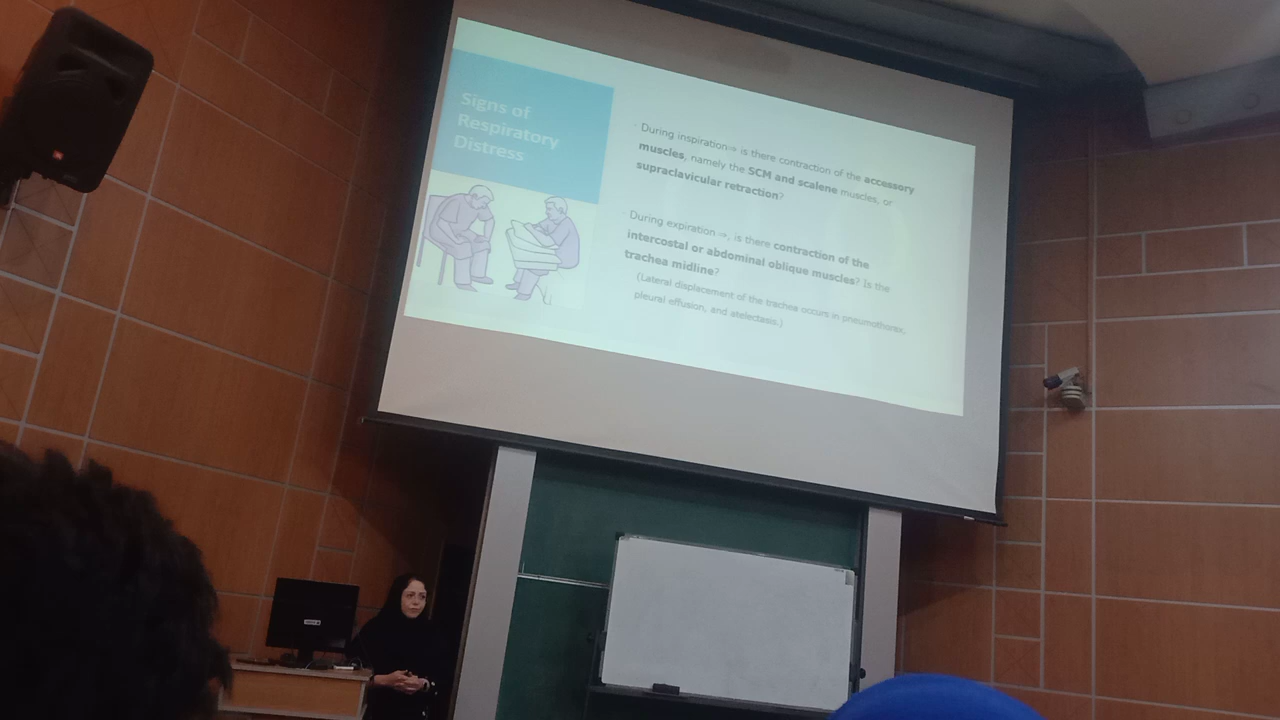 Signs of
Respiratory
Distress
During inspiration⇒ is there contraction of the accessory
muscles, namely the SCM and scalene muscles, or
supraclavicular retraction?
During expiration ⇒, is there contraction of the
intercostal or abdominal oblique muscles? Is the
trachea midline?
(Lateral displacement of the trachea occurs in pneumothorax,
pleural effusion, and atelectasis.)